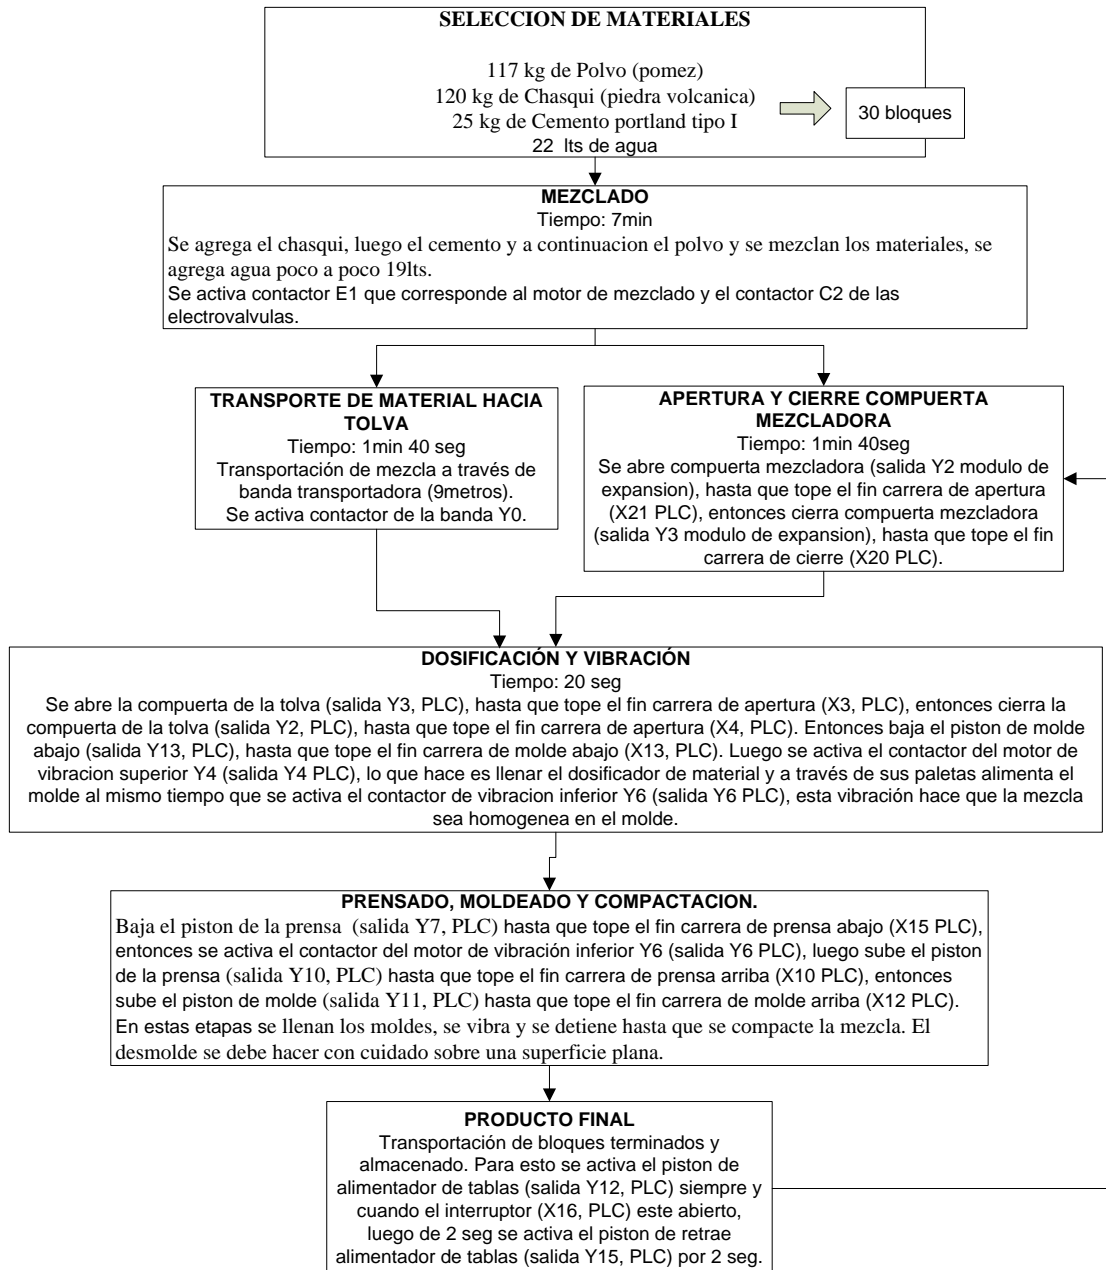 SELECCION DE MATERIALES
117 kg de Polvo (pomez)
120 kg de Chasqui (piedra volcanica)
25 kg de Cemento portland tipo I
22 lts de agua
30 bloques
MEZCLADO
Tiempo: 7min
Se agrega el chasqui, luego el cemento y a continuacion el polvo y se mezclan los materiales, se
agrega agua poco a poco 19lts.
Se activa contactor E1 que corresponde al motor de mezclado y el contactor C2 de las
electrovalvulas.
TRANSPORTE DE MATERIAL HACIA
TOLVA
Tiempo: 1min 40 seg
Transportación de mezcla a través de
banda transportadora (9metros).
Se activa contactor de la banda Y0.
APERTURA Y CIERRE COMPUERTA
MEZCLADORA
Tiempo: 1min 40seg
Se abre compuerta mezcladora (salida Y2 modulo de
expansion), hasta que tope el fin carrera de apertura
(X21 PLC), entonces cierra compuerta mezcladora
(salida Y3 modulo de expansion), hasta que tope el fin
carrera de cierre (X20 PLC).
DOSIFICACIÓN Y VIBRACIÓN
Tiempo: 20 seg
Se abre la compuerta de la tolva (salida Y3, PLC), hasta que tope el fin carrera de apertura (X3, PLC), entonces cierra la
compuerta de la tolva (salida Y2, PLC), hasta que tope el fin carrera de apertura (X4, PLC). Entonces baja el piston de molde
abajo (salida Y13, PLC), hasta que tope el fin carrera de molde abajo (X13, PLC). Luego se activa el contactor del motor de
vibracion superior Y4 (salida Y4 PLC), lo que hace es llenar el dosificador de material y a través de sus paletas alimenta el
molde al mismo tiempo que se activa el contactor de vibracion inferior Y6 (salida Y6 PLC), esta vibración hace que la mezcla
sea homogenea en el molde.
PRENSADO, MOLDEADO Y COMPACTACION.
Baja el piston de la prensa (salida Y7, PLC) hasta que tope el fin carrera de prensa abajo (X15 PLC),
entonces se activa el contactor del motor de vibración inferior Y6 (salida Y6 PLC), luego sube el piston
de la prensa (salida Y10, PLC) hasta que tope el fin carrera de prensa arriba (X10 PLC), entonces
sube el piston de molde (salida Y11, PLC) hasta que tope el fin carrera de molde arriba (X12 PLC).
En estas etapas se llenan los moldes, se vibra y se detiene hasta que se compacte la mezcla. El
desmolde se debe hacer con cuidado sobre una superficie plana.
PRODUCTO FINAL
Transportación de bloques terminados y
almacenado. Para esto se activa el piston de
alimentador de tablas (salida Y12, PLC) siempre y
cuando el interruptor (X16, PLC) este abierto,
luego de 2 seg se activa el piston de retrae
alimentador de tablas (salida Y15, PLC) por 2 seg.